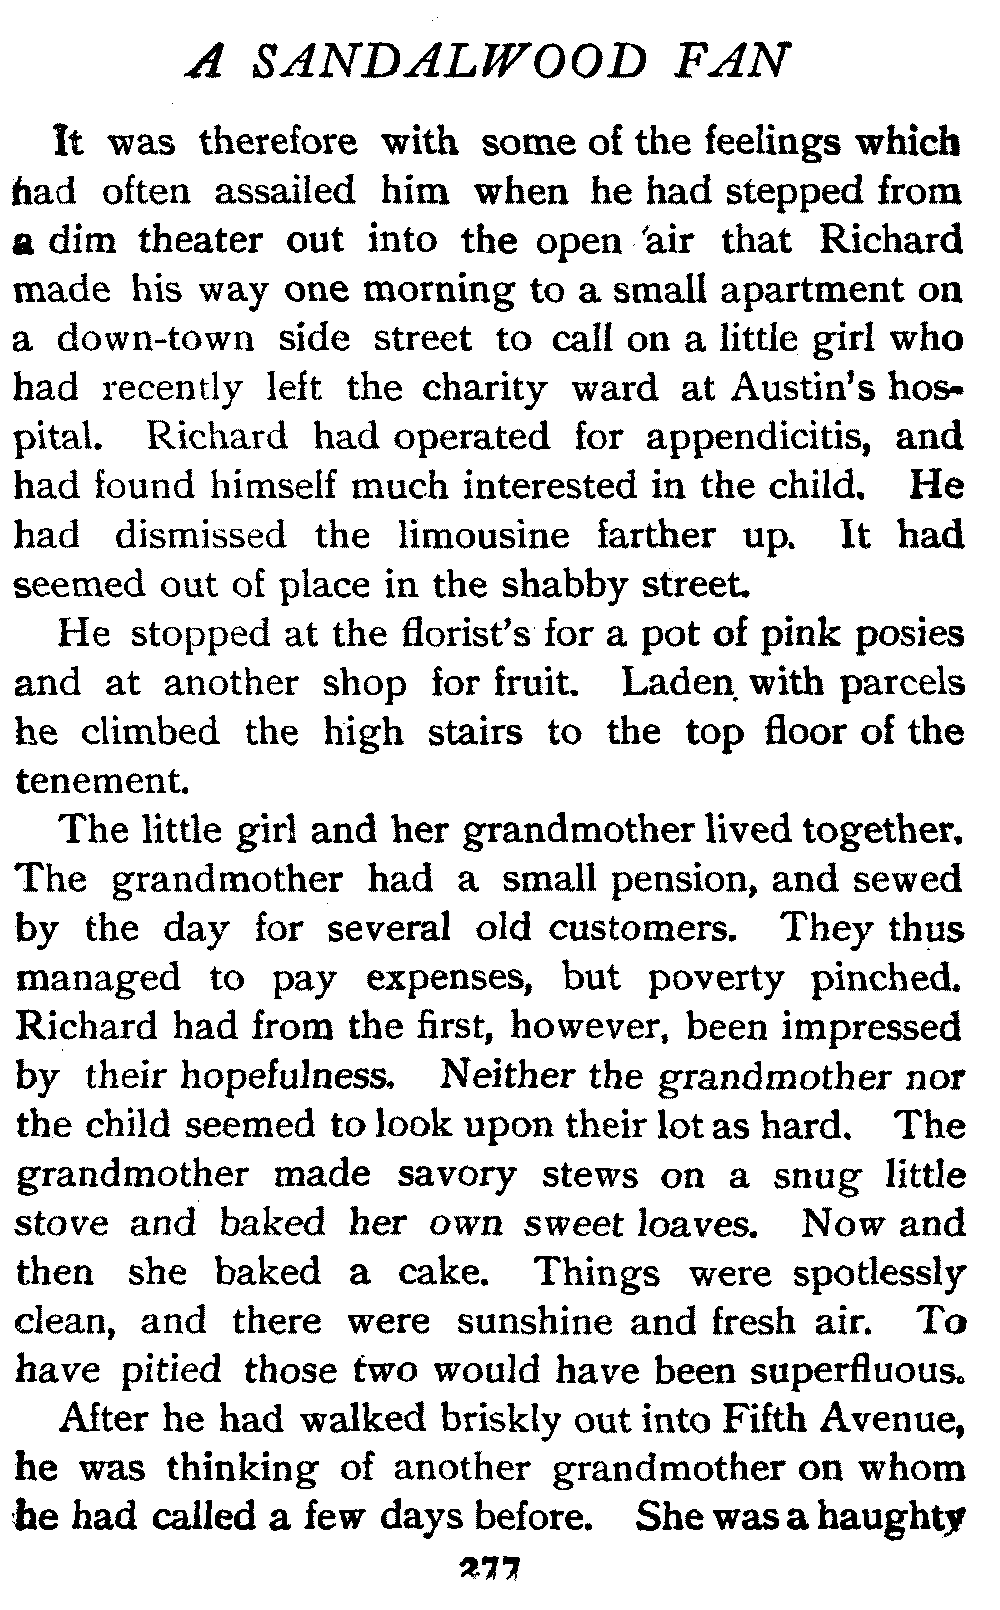 A SANDALWOOD FAN
It was therefore with some of the feelings which
had often assailed him when he had stepped from
a dim theater out into the open air that Richard
made his way one morning to a small apartment on
a down-town side street to call on a little girl who
had recently left the charity ward at Austin's hos-
pital. Richard had operated for appendicitis, and
had found himself much interested in the child. He
had dismissed the limousine farther up. It had
seemed out of place in the shabby street.
He stopped at the florist's for a pot of pink posies
and at another shop for fruit. Laden with parcels
he climbed the high stairs to the top floor of the
tenement.
The little girl and her grandmother lived together.
The grandmother had a small pension, and sewed
by the day for several old customers. They thus
managed to pay expenses, but poverty pinched.
Richard had from the first, however, been impressed
by their hopefulness. Neither the grandmother nor
the child seemed to look upon their lot as hard. The
grandmother made savory stews on a snug little
stove and baked her own sweet loaves. Now and
then she baked a cake. Things were spotlessly
clean, and there were sunshine and fresh air. To
have pitied those two would have been superfluous.
After he had walked briskly out into Fifth Avenue,
he was thinking of another grandmother on whom
he had called a few days before. She was a haughty
277